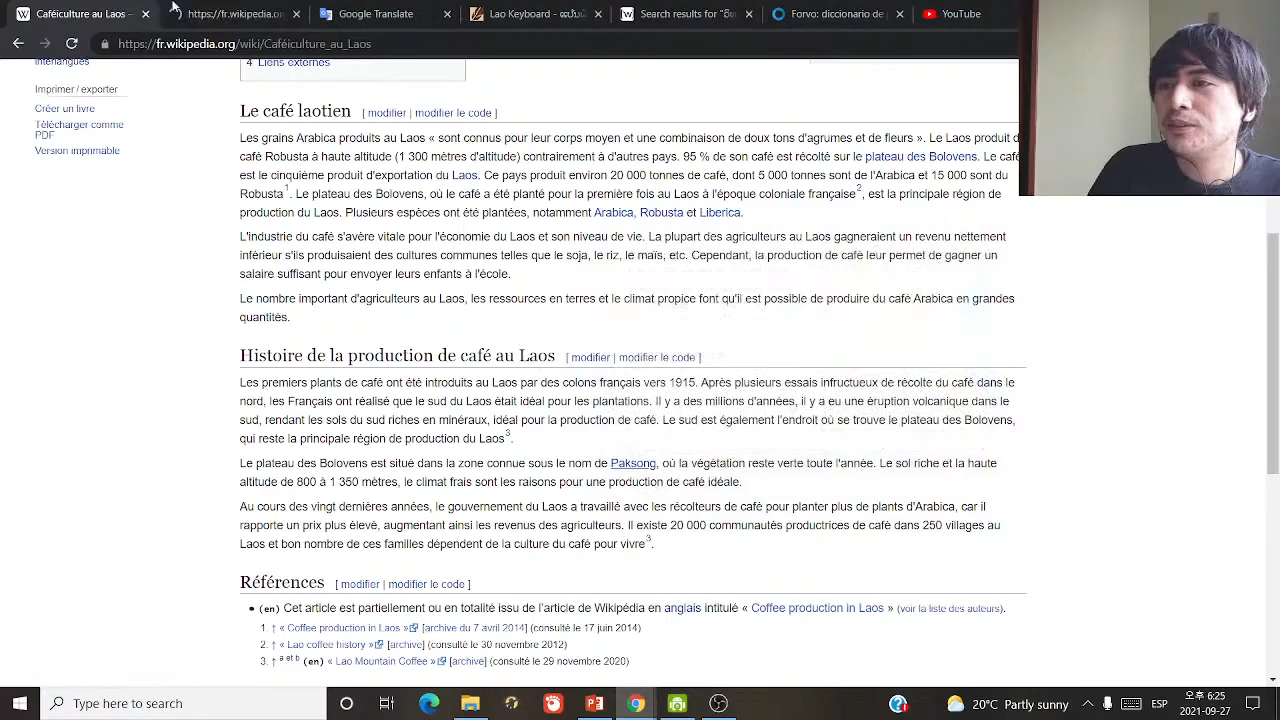 Caféiculture au Laos –
https://fr.wikipedia.org
Google Translate
Lao Keyboard -
Search results for
Forvo: diccionario de
YouTube
https://fr.wikipedia.org/wiki/Caféiculture_au_Laos
interlangues
Imprimer / exporter
Créer un livre
Télécharger comme
PDF
Version imprimable
4 Liens externes
Le café laotien [ modifier | modifier le code ]
Les grains Arabica produits au Laos « sont connus pour leur corps moyen et une combinaison de doux tons d'agrumes et de fleurs ». Le Laos produit d
café Robusta à haute altitude (1 300 mètres d'altitude) contrairement à d'autres pays. 95 % de son café est récolté sur le plateau des Bolovens. Le café
est le cinquième produit d'exportation du Laos. Ce pays produit environ 20 000 tonnes de café, dont 5 000 tonnes sont de l'Arabica et 15 000 sont du
Robusta1. Le plateau des Bolovens, où le café a été planté pour la première fois au Laos à l'époque coloniale française2, est la principale région de
production du Laos. Plusieurs espèces ont été plantées, notamment Arabica, Robusta et Liberica.
L'industrie du café s'avère vitale pour l'économie du Laos et son niveau de vie. La plupart des agriculteurs au Laos gagneraient un revenu nettement
inférieur s'ils produisaient des cultures communes telles que le soja, le riz, le maïs, etc. Cependant, la production de café leur permet de gagner un
salaire suffisant pour envoyer leurs enfants à l'école.
Le nombre important d'agriculteurs au Laos, les ressources en terres et le climat propice font qu'il est possible de produire du café Arabica en grandes
quantités.
Histoire de la production de café au Laos [ modifier | modifier le code ]
Les premiers plants de café ont été introduits au Laos par des colons français vers 1915. Après plusieurs essais infructueux de récolte du café dans le
nord, les Français ont réalisé que le sud du Laos était idéal pour les plantations. Il y a des millions d'années, il y a eu une éruption volcanique dans le
sud, rendant les sols du sud riches en minéraux, idéal pour la production de café. Le sud est également l'endroit où se trouve le plateau des Bolovens,
qui reste la principale région de production du Laos3.
Le plateau des Bolovens est situé dans la zone connue sous le nom de Paksong, où la végétation reste verte toute l'année. Le sol riche et la haute
altitude de 800 à 1 350 mètres, le climat frais sont les raisons pour une production de café idéale.
Au cours des vingt dernières années, le gouvernement du Laos a travaillé avec les récolteurs de café pour planter plus de plants d'Arabica, car il
rapporte un prix plus élevé, augmentant ainsi les revenus des agriculteurs. Il existe 20 000 communautés productrices de café dans 250 villages au
Laos et bon nombre de ces familles dépendent de la culture du café pour vivre3.
Références [ modifier | modifier le code ]
• (en) Cet article est partiellement ou en totalité issu de l'article de Wikipédia en anglais intitulé « Coffee production in Laos » (voir la liste des auteurs).
1. ↑ « Coffee production in Laos » [archive du 7 avril 2014] (consulté le 17 juin 2014)
2. ↑ « Lao coffee history » [archive] (consulté le 30 novembre 2012)
3. ↑ a et b (en) « Lao Mountain Coffee » [archive] (consulté le 29 novembre 2020)
Type here to search
20°C Partly sunny
ESP
오후 6:25
2021-09-27